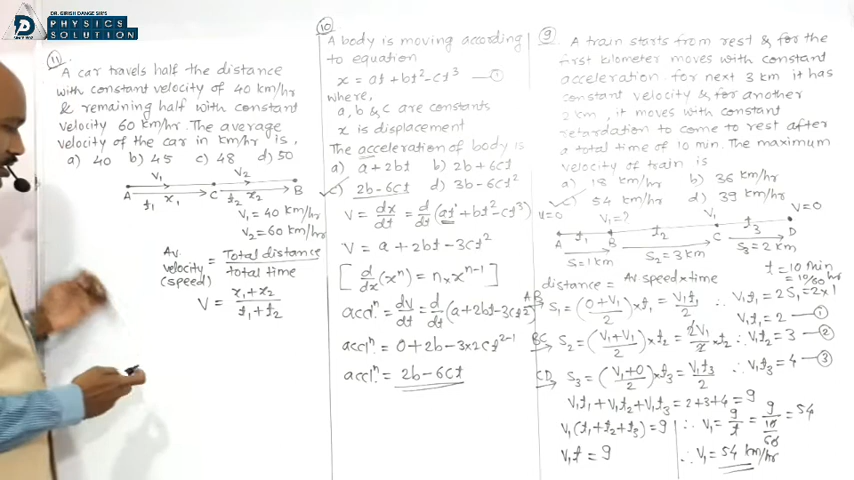 DR. GIRISH DANGE SIR'S
PHYSICS
SOLUTION
D
⑪
A car travels half the distance
with constant velocity of 40 km/hr
& remaining half with constant
velocity 60 km/hr. The average
velocity of the car in km/hr is,
a) 40 b) 45 c) 48 d) 50
V₁ V₂
A t₁ x₁ C t₂ x₂ B
V₁ = 40 km/hr
V₂ = 60 km/hr
Av. velocity (speed) = Total distance / total time
V = x₁+x₂ / t₁+t₂
⑩
A body is moving according
to equation
x = at + bt² - ct³ —①
where,
a, b & c are constants
x is displacement
The acceleration of body is
a) a + 2bt b) 2b + 6ct
c) 2b - 6ct d) 3b - 6ct²
V = dx/dt = d/dt (at + bt² - ct³)
V = a + 2bt - 3ct²
[ d/dt (xⁿ) = n x xⁿ⁻¹ ]
accⁿ. = dV/dt = d/dt (a + 2bt - 3ct²)
accⁿ. = 0 + 2b - 3x2ct²⁻¹
accⁿ. = 2b - 6ct
⑨
A train starts from rest & for the
first kilometer moves with constant
acceleration. for next 3 km it has
constant velocity & for another
2 km, it moves with constant
retardation to come to rest after
a total time of 10 min. The maximum
velocity of train is
a) 18 km/hr b) 36 km/hr
c) 54 km/hr d) 39 km/hr
u=0 V₁=? V₁ V=0
A t₁ B t₂ C t₃ D
S₁=1km S₂=3km S₃=2km
t = 10 min
= 10/60 hr
distance = Av. speed x time
AB S₁ = (0+V₁ / 2) x t₁ = V₁t₁ / 2 ∴ V₁t₁ = 2S₁ = 2x1
V₁t₁ = 2 —①
BC S₂ = (V₁+V₁ / 2) x t₂ = 2V₁ / 2 x t₂ ∴ V₁t₂ = 3 —②
CD S₃ = (V₁+0 / 2) x t₃ = V₁t₃ / 2 ∴ V₁t₃ = 4 —③
V₁t₁ + V₁t₂ + V₁t₃ = 2+3+4 = 9
V₁(t₁+t₂+t₃) = 9 ∴ V₁ = 9/t = 9 / 10/60 = 54
V₁t = 9 ∴ V₁ = 54 km/hr